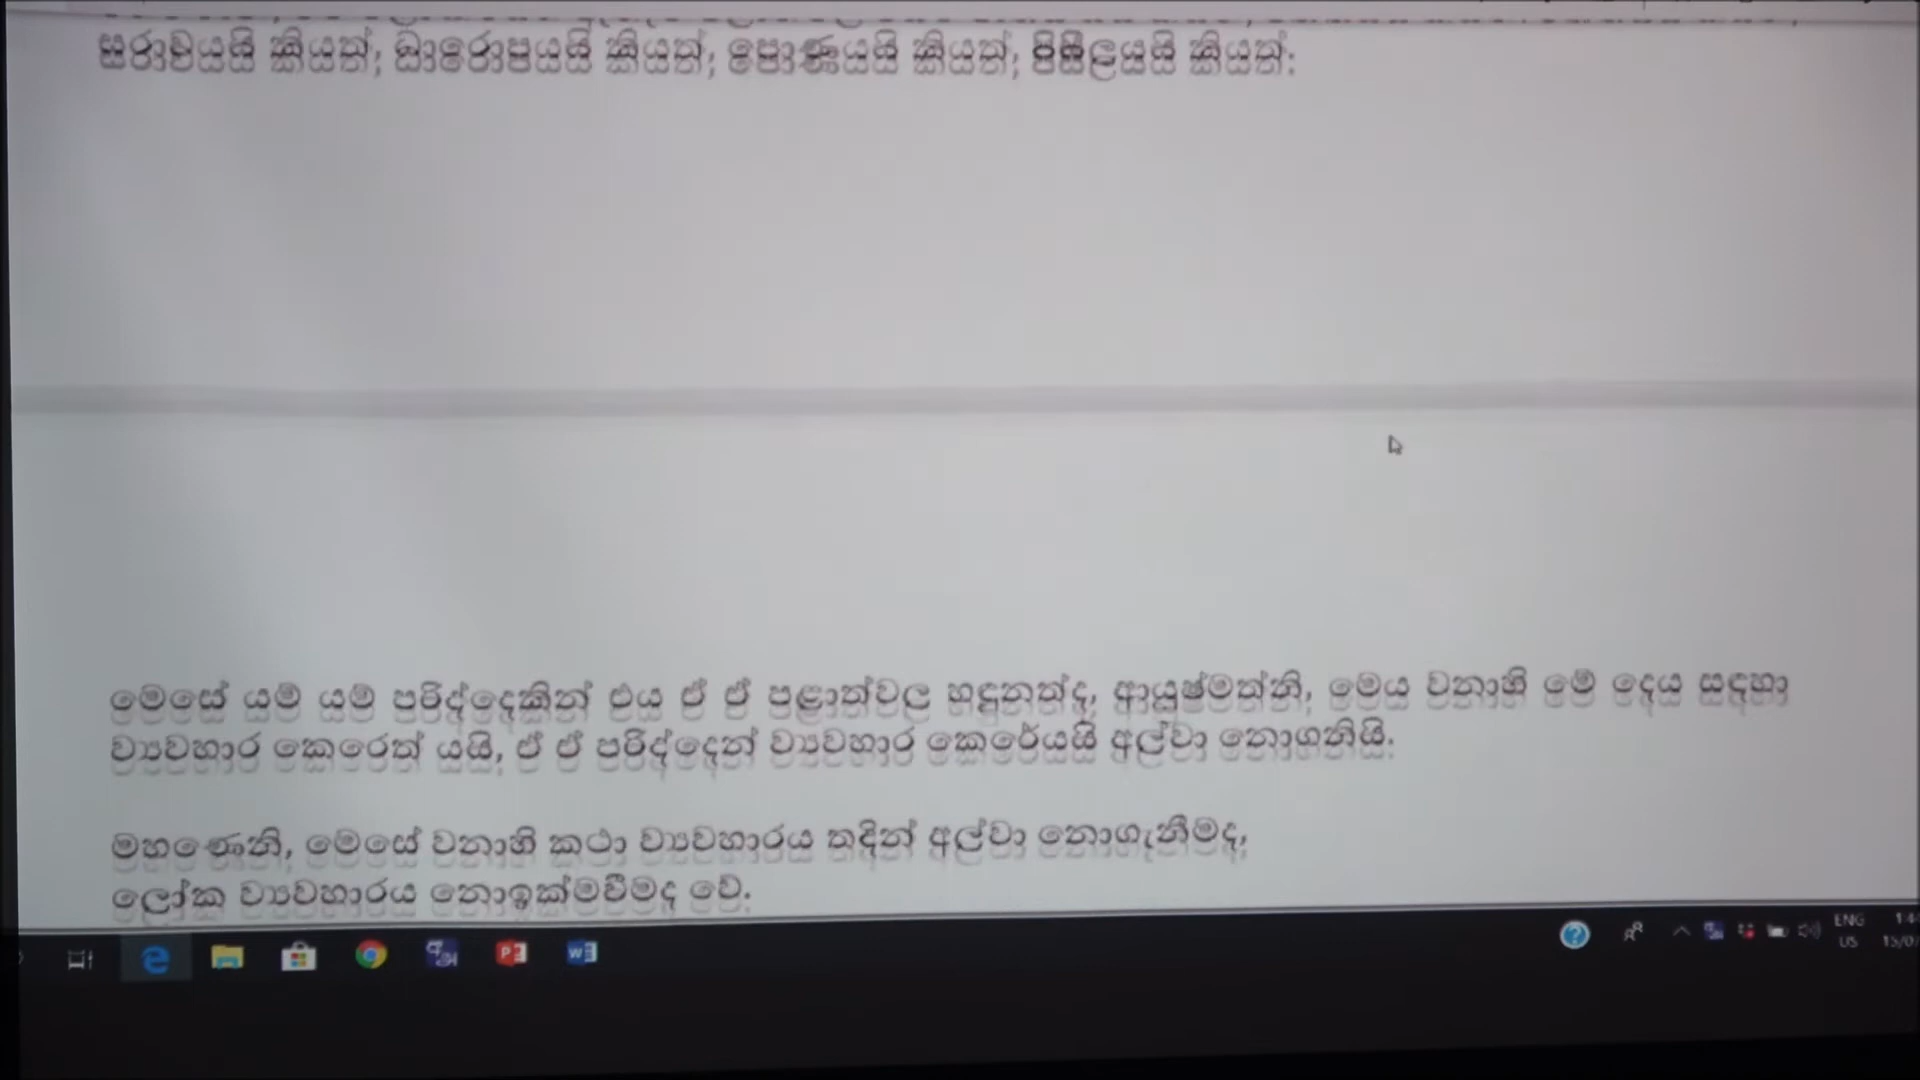 සරාවයයි කියත්; ධාරොපයයි කියත්; පොණයයි කියත්; පිසීලයයි කියත්:
මෙසේ යම් යම් පරිද්දෙකින් එය ඒ ඒ පළාත්වල හඳුනත්ද, ආයුෂ්මත්නි, මෙය වනාහි මේ දෙය සඳහා
ව්‍යවහාර කෙරෙත් යයි, ඒ ඒ පරිද්දෙන් ව්‍යවහාර කෙරේයයි අල්වා නොගනියි.
මහණෙනි, මෙසේ වනාහි කථා ව්‍යවහාරය තදින් අල්වා නොගැනීමද,
ලෝක ව්‍යවහාරය නොඉක්මවීමද වේ.
ENG
US